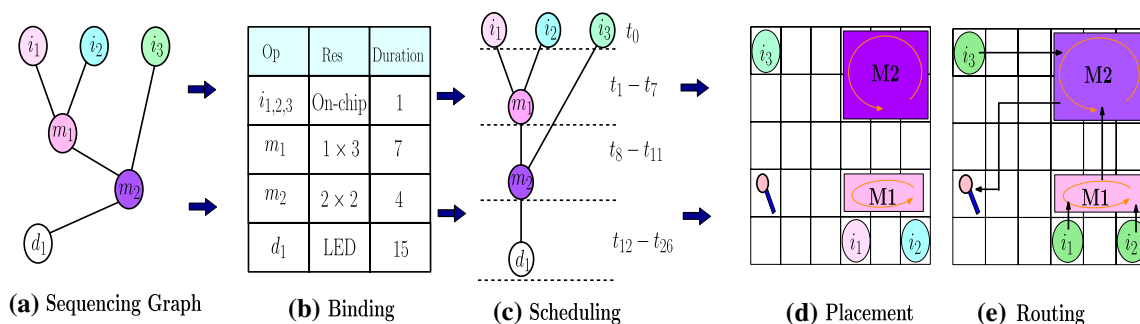 i1 i2 i3
m1
m2
d1
(a) Sequencing Graph
Op Res Duration
i1,2,3 On-chip 1
m1 1 × 3 7
m2 2 × 2 4
d1 LED 15
(b) Binding
i1 i2 i3 t0
m1 t1 − t7
t8 − t11
m2
d1 t12 − t26
(c) Scheduling
i3 M2
M1
i1 i2
(d) Placement
i3 M2
M1
i1 i2
(e) Routing